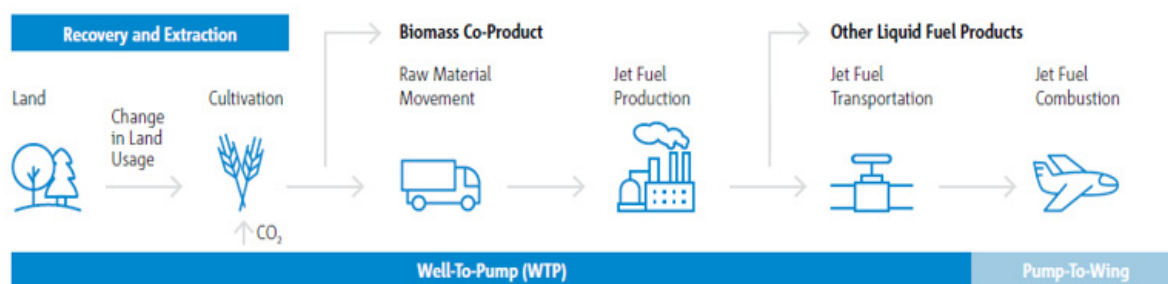 Recovery and Extraction
Biomass Co-Product
Other Liquid Fuel Products
Land
Change
in Land
Usage
Cultivation
Raw Material
Movement
Jet Fuel
Production
Jet Fuel
Transportation
Jet Fuel
Combustion
CO₂
Well-To-Pump (WTP)
Pump-To-Wing